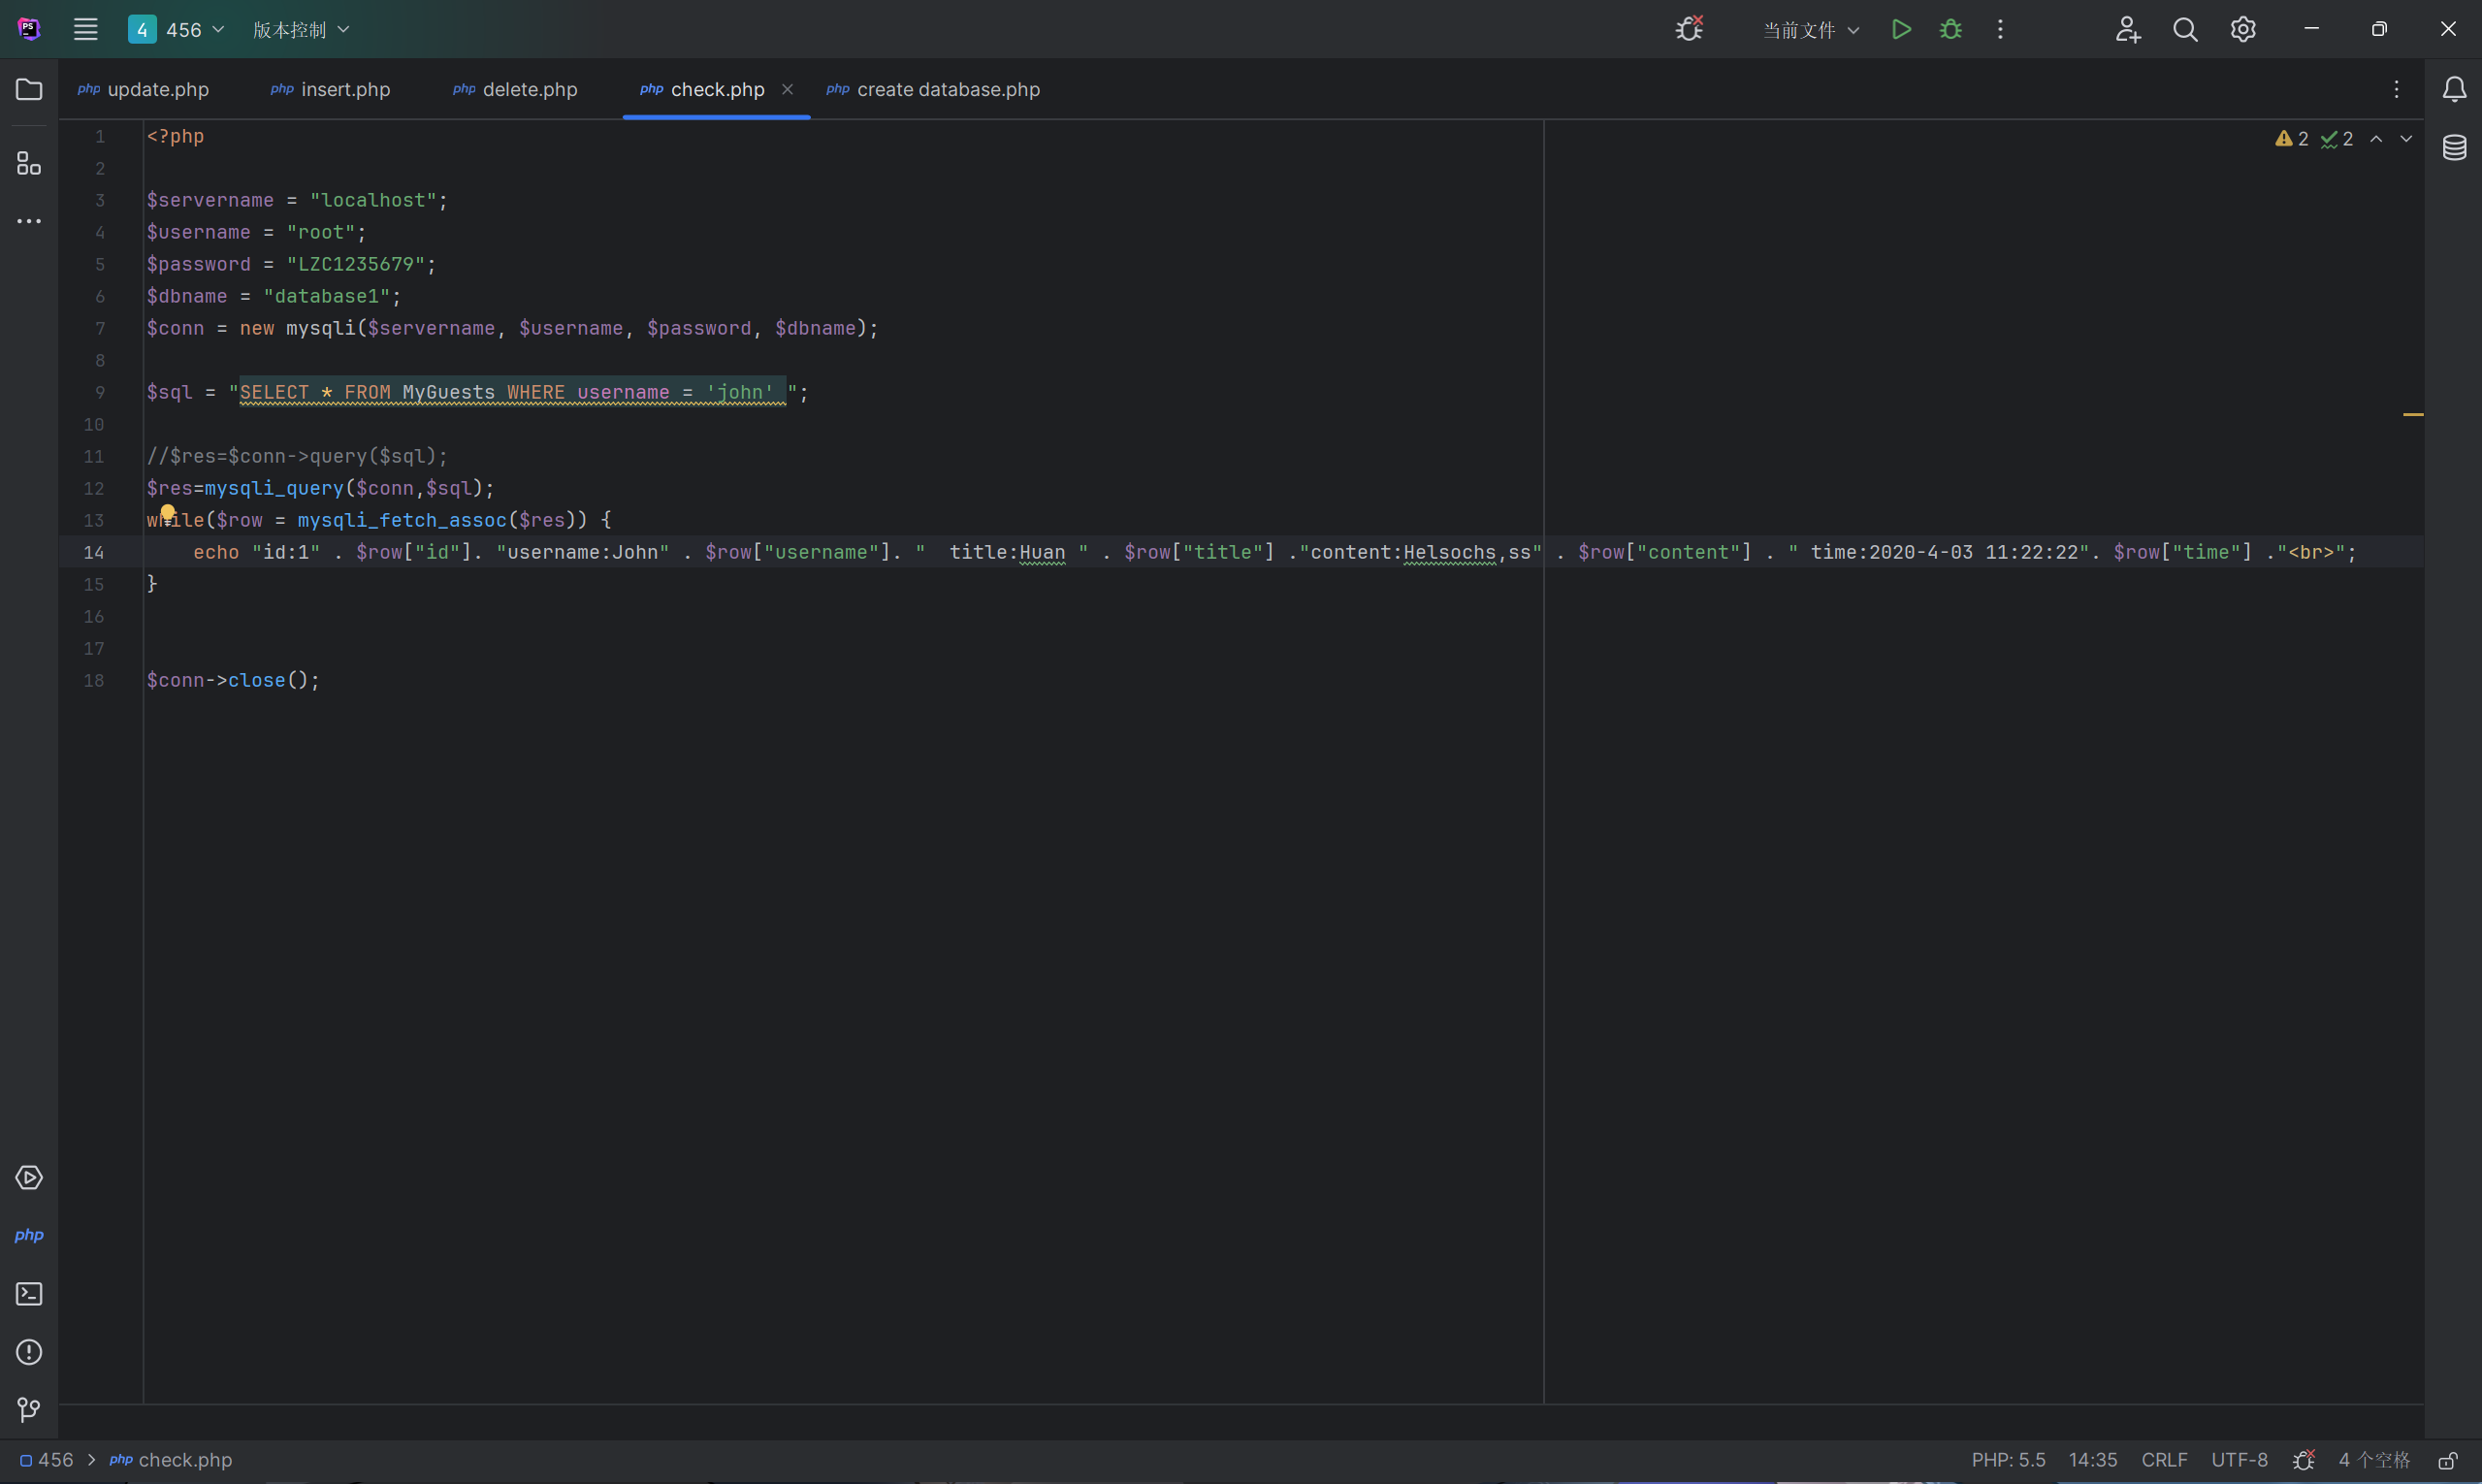 PS
4 456 版本控制 当前文件
php update.php php insert.php php delete.php php check.php php create database.php
2 2
1 <?php
2
3 $servername = "localhost";
4 $username = "root";
5 $password = "LZC1235679";
6 $dbname = "database1";
7 $conn = new mysqli($servername, $username, $password, $dbname);
8
9 $sql = "SELECT * FROM MyGuests WHERE username = 'john' ";
10
11 //$res=$conn->query($sql);
12 $res=mysqli_query($conn,$sql);
13 while($row = mysqli_fetch_assoc($res)) {
14     echo "id:1" . $row["id"]. "username:John" . $row["username"]. "  title:Huan " . $row["title"] ."content:Helsochs,ss" . $row["content"] . " time:2020-4-03 11:22:22". $row["time"] ."<br>";
15 }
16
17
18 $conn->close();
php
456 > php check.php PHP: 5.5 14:35 CRLF UTF-8 4 个空格